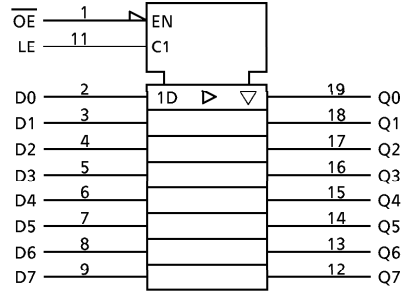 O̅E̅ 1 EN
LE 11 C1
D0 2 1D 19 Q0
D1 3 18 Q1
D2 4 17 Q2
D3 5 16 Q3
D4 6 15 Q4
D5 7 14 Q5
D6 8 13 Q6
D7 9 12 Q7